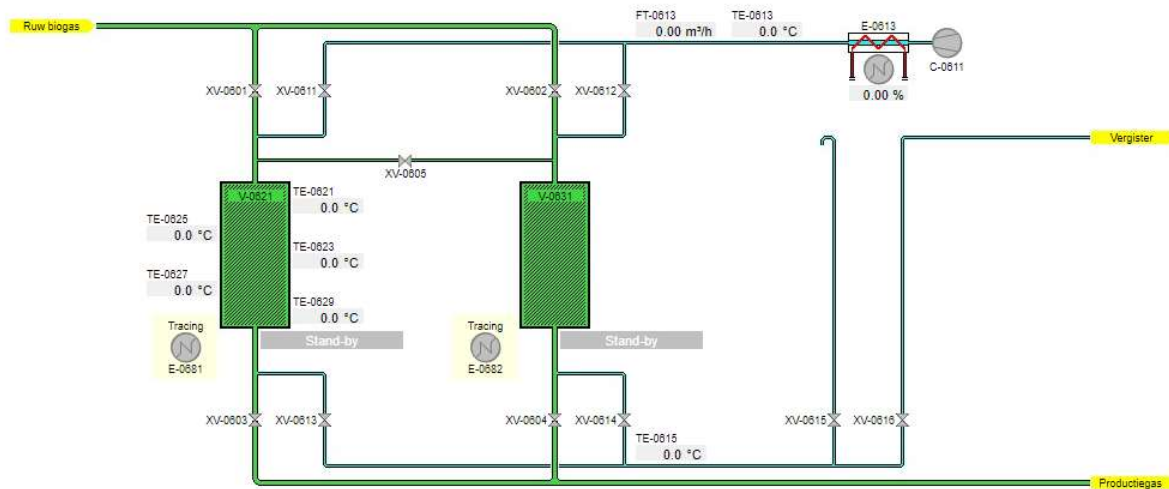 FT-0613
TE-0613
E-0613
Ruw biogas
0.00 m³/h
0.0 °C
C-0611
XV-0601
XV-0611
XV-0602
XV-0612
0.00 %
Vergister
XV-0605
V-0621
TE-0621
V-0631
0.0 °C
TE-0625
0.0 °C
TE-0623
0.0 °C
TE-0627
0.0 °C
TE-0629
0.0 °C
Tracing
Stand-by
Tracing
Stand-by
E-0681
E-0682
XV-0603
XV-0613
XV-0604
XV-0614
XV-0615
XV-0616
TE-0615
0.0 °C
Productiegas